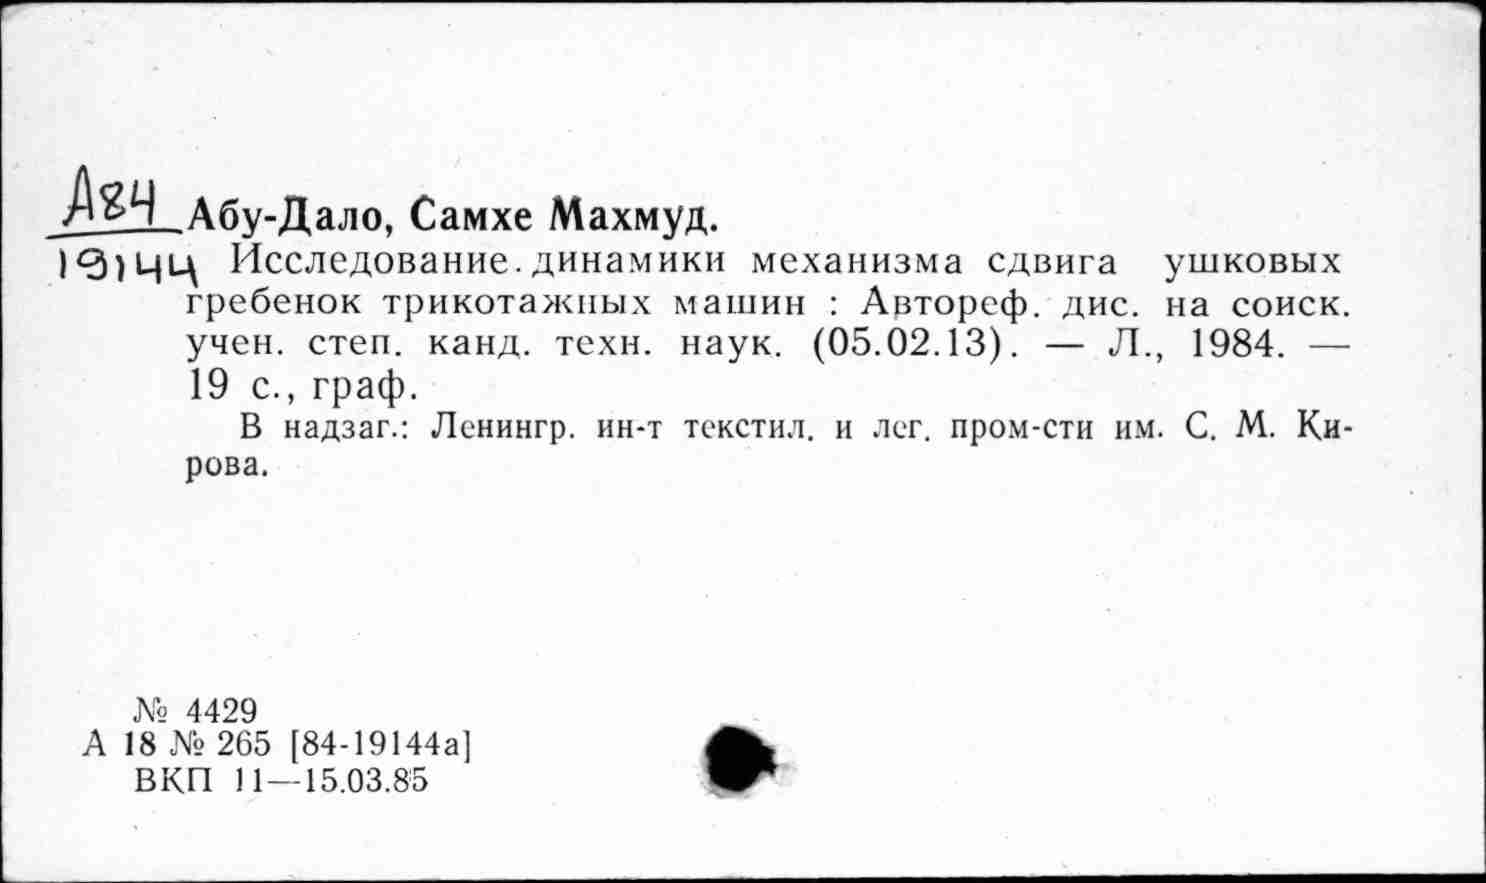 А84 Абу-Дало, Самхе Махмуд.
19144 Исследование.динамики механизма сдвига ушковых
гребенок трикотажных машин : Автореф. дис. на соиск.
учен. степ. канд. техн. наук. (05.02.13). — Л., 1984. —
19 с., граф.
В надзаг.: Ленингр. ин-т текстил. и лег. пром-сти им. С. М. Ки-
рова.
№ 4429
А 18 № 265 [84-19144а]
ВКП 11—15.03.85